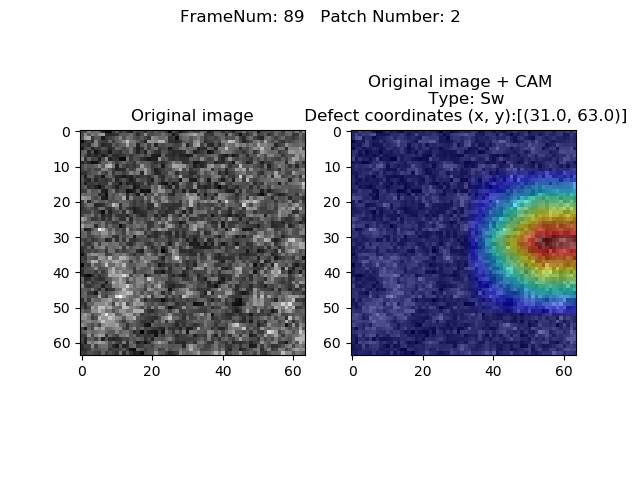 FrameNum: 89   Patch Number: 2
Original image + CAM
Type: Sw
Original image
Defect coordinates (x, y):[(31.0, 63.0)]
0
10
20
30
40
50
60
0 20 40 60
0
10
20
30
40
50
60
0 20 40 60